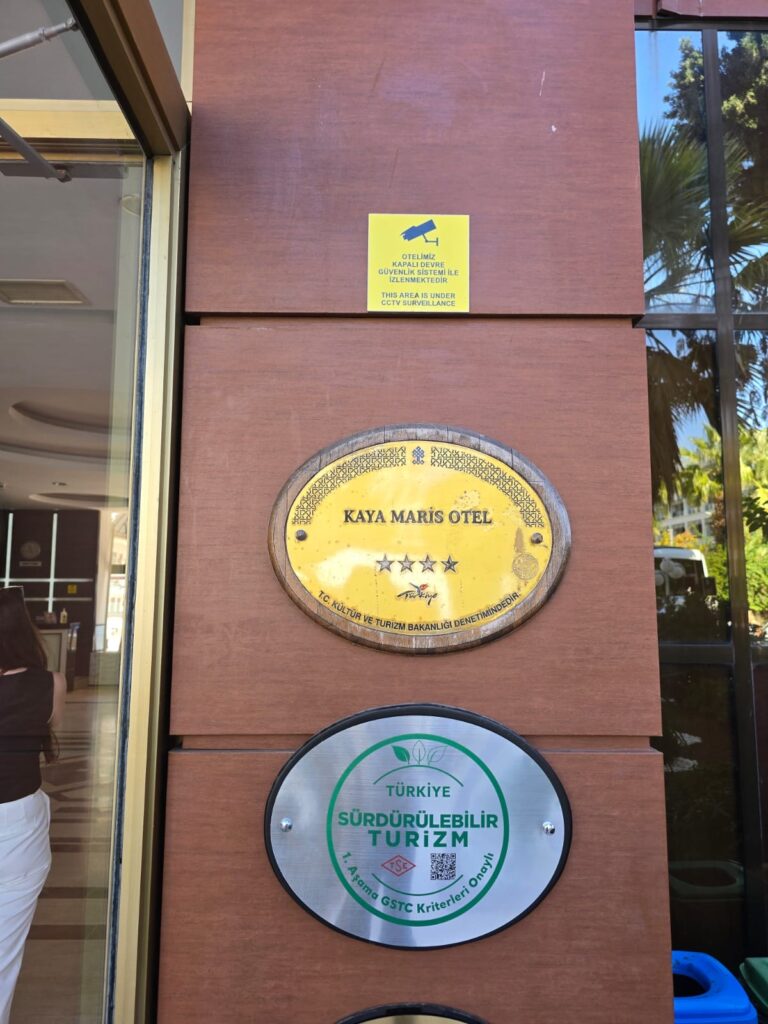 OTELİMİZ
KAPALI DEVRE
GÜVENLİK SİSTEMİ İLE
İZLENMEKTEDİR
THIS AREA IS UNDER
CCTV SURVEILLANCE
KAYA MARİS OTEL
Türkiye
T.C. KÜLTÜR VE TURİZM BAKANLIĞI DENETİMİNDEDİR.
TÜRKİYE
SÜRDÜRÜLEBİLİR
TURİZM
TSE
1. Aşama GSTC Kriterleri Onaylı